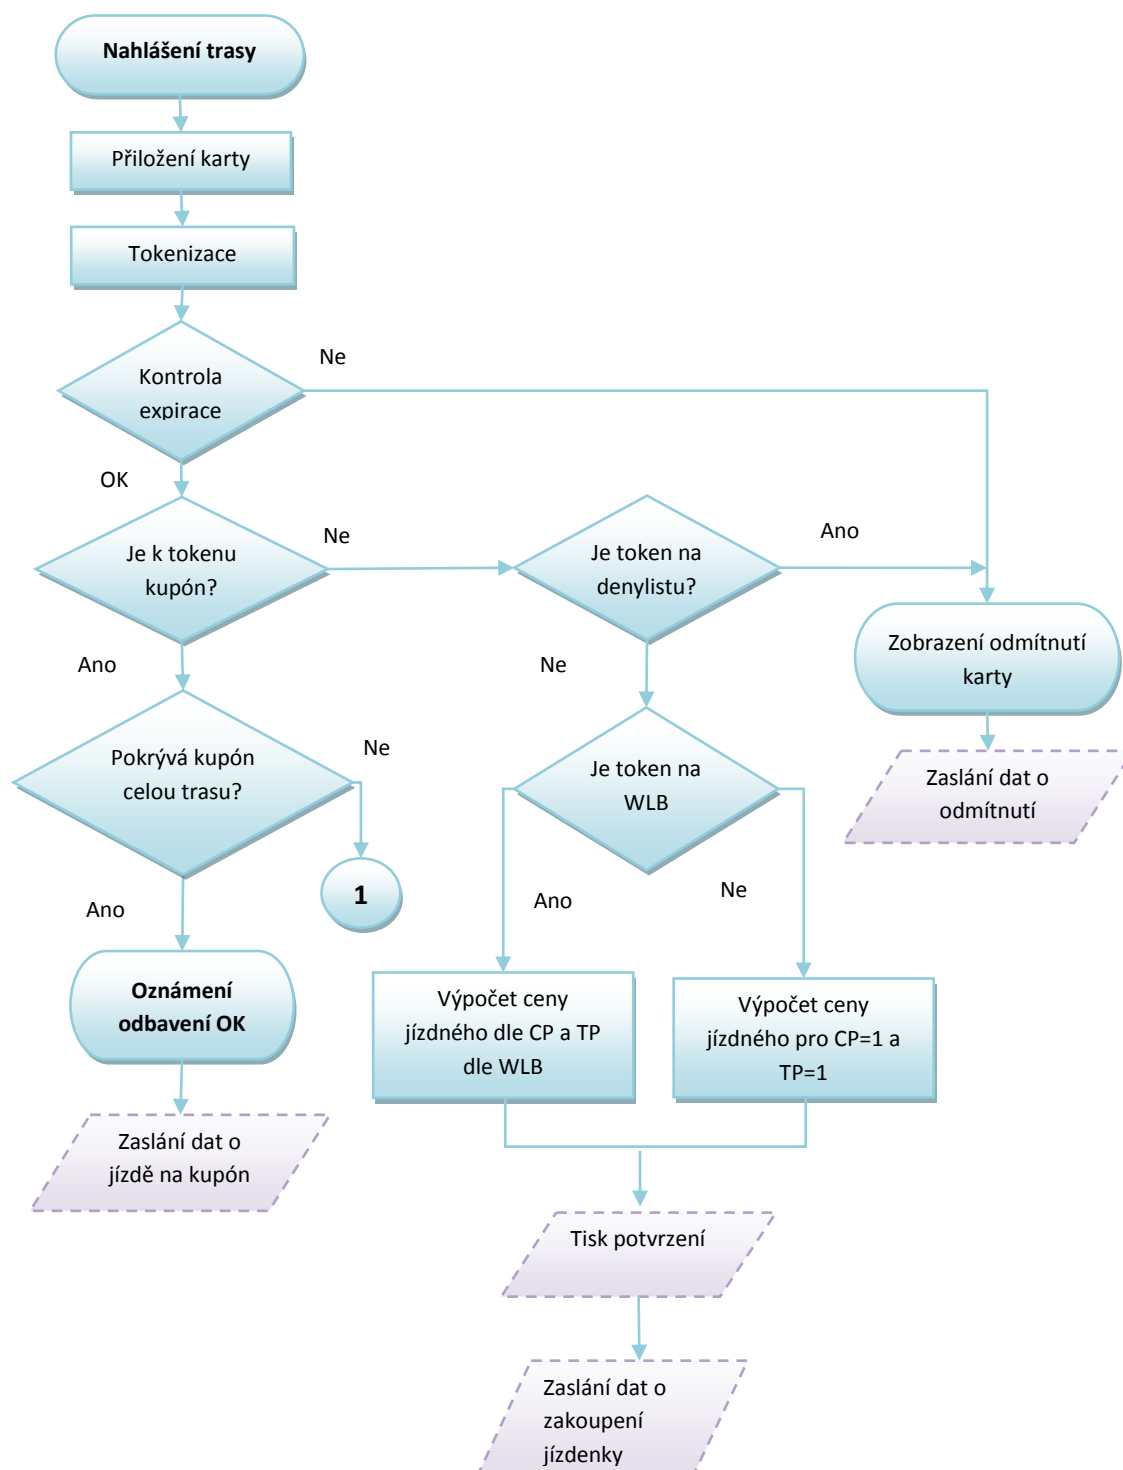 Nahlášení trasy
Přiložení karty
Tokenizace
Ne
Kontrola
expirace
OK
Je k tokenu
kupón?
Ne
Je token na
denylistu?
Ano
Zobrazení odmítnutí
karty
Ano
Ne
Pokrývá kupón
celou trasu?
Ne
Je token na
WLB
Zaslání dat o
odmítnutí
1
Ano
Ano
Ne
Oznámení
odbavení OK
Výpočet ceny
jízdného dle CP a TP
dle WLB
Výpočet ceny
jízdného pro CP=1 a
TP=1
Zaslání dat o
jízdě na kupón
Tisk potvrzení
Zaslání dat o
zakoupení
jízdenky